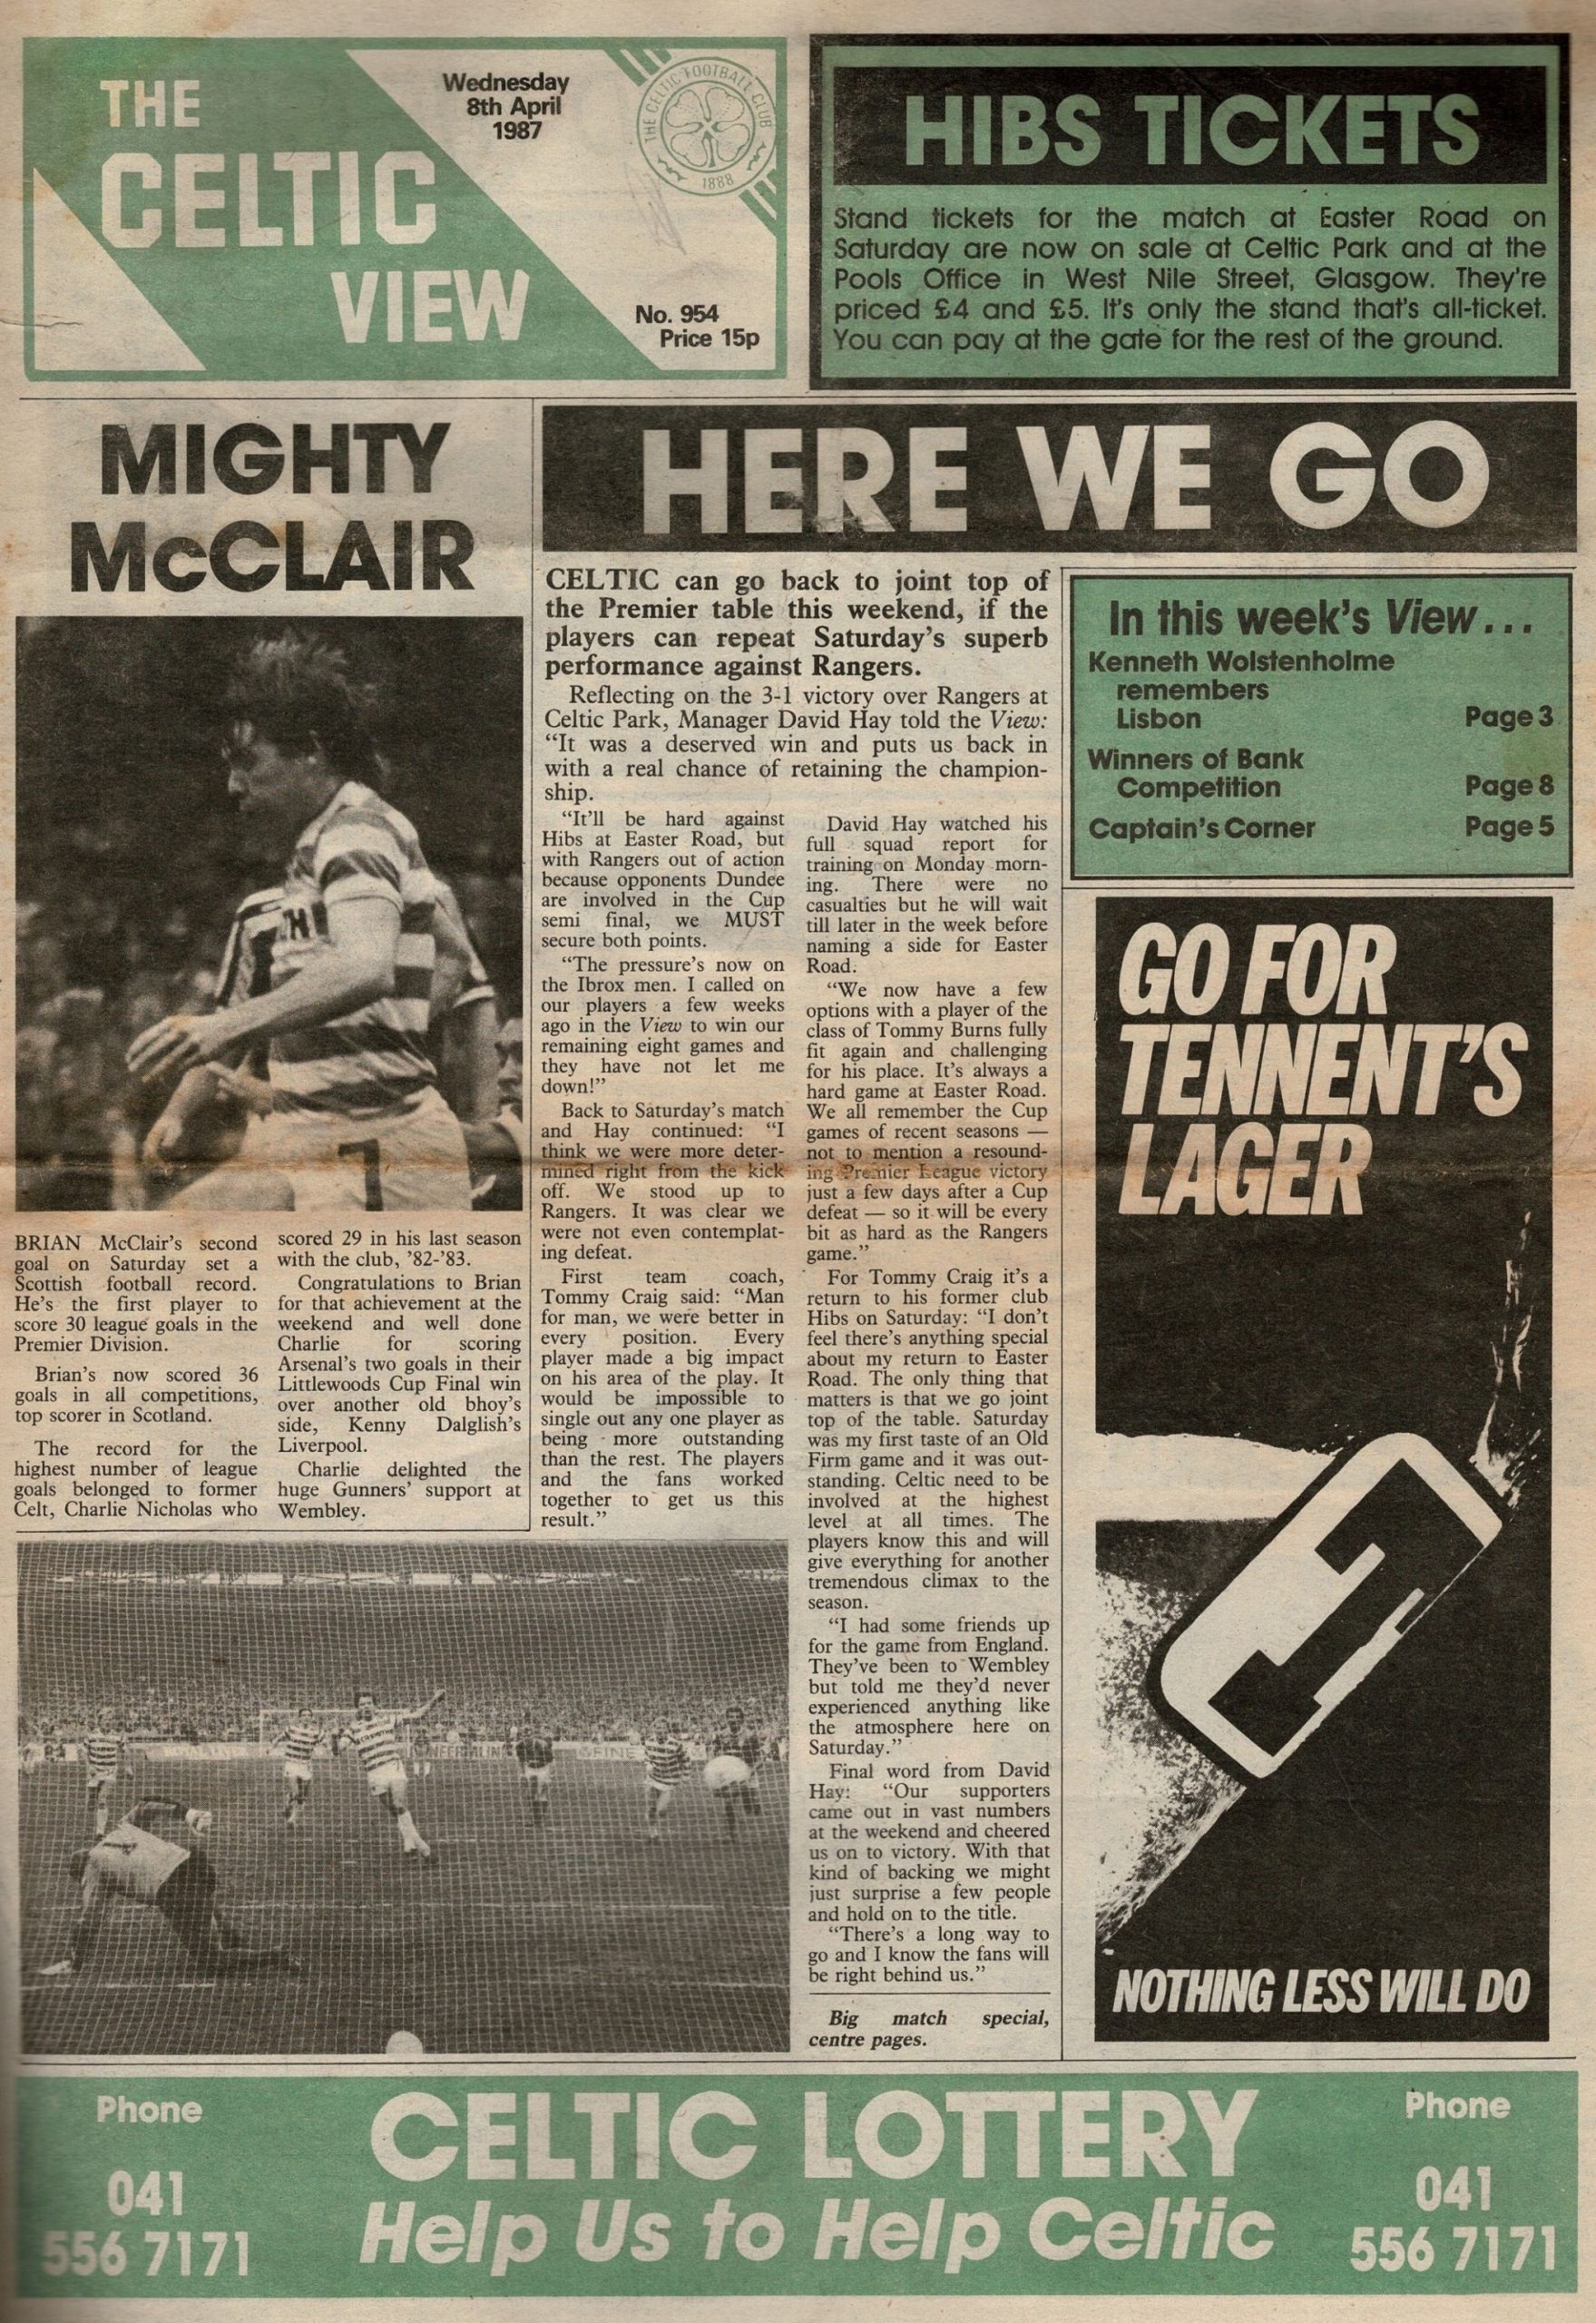 THE
CELTIC
VIEW
Wednesday
8th April
1987
THE CELTIC FOOTBALL CLUB
1888
No. 954
Price 15p
HIBS TICKETS
Stand tickets for the match at Easter Road on
Saturday are now on sale at Celtic Park and at the
Pools Office in West Nile Street, Glasgow. They're
priced £4 and £5. It's only the stand that's all-ticket.
You can pay at the gate for the rest of the ground.
MIGHTY
McCLAIR
7
BRIAN McClair's second
goal on Saturday set a
Scottish football record.
He's the first player to
score 30 league goals in the
Premier Division.
Brian's now scored 36
goals in all competitions,
top scorer in Scotland.
The record for the
highest number of league
goals belonged to former
Celt, Charlie Nicholas who
scored 29 in his last season
with the club, '82-'83.
Congratulations to Brian
for that achievement at the
weekend and well done
Charlie for scoring
Arsenal's two goals in their
Littlewoods Cup Final win
over another old bhoy's
side, Kenny Dalglish's
Liverpool.
Charlie delighted the
huge Gunners' support at
Wembley.
HERE WE GO
CELTIC can go back to joint top of
the Premier table this weekend, if the
players can repeat Saturday's superb
performance against Rangers.
Reflecting on the 3-1 victory over Rangers at
Celtic Park, Manager David Hay told the View:
"It was a deserved win and puts us back in
with a real chance of retaining the champion-
ship.
"It'll be hard against
Hibs at Easter Road, but
with Rangers out of action
because opponents Dundee
are involved in the Cup
semi final, we MUST
secure both points.
"The pressure's now on
the Ibrox men. I called on
our players a few weeks
ago in the View to win our
remaining eight games and
they have not let me
down!"
Back to Saturday's match
and Hay continued: "I
think we were more deter-
mined right from the kick
off. We stood up to
Rangers. It was clear we
were not even contemplat-
ing defeat.
First team coach,
Tommy Craig said: "Man
for man, we were better in
every position. Every
player made a big impact
on his area of the play. It
would be impossible to
single out any one player as
being more outstanding
than the rest. The players
and the fans worked
together to get us this
result."
David Hay watched his
full squad report for
training on Monday morn-
ing. There were no
casualties but he will wait
till later in the week before
naming a side for Easter
Road.
"We now have a few
options with a player of the
class of Tommy Burns fully
fit again and challenging
for his place. It's always a
hard game at Easter Road.
We all remember the Cup
games of recent seasons —
not to mention a resound-
ing Premier League victory
just a few days after a Cup
defeat — so it will be every
bit as hard as the Rangers
game."
For Tommy Craig it's a
return to his former club
Hibs on Saturday: "I don't
feel there's anything special
about my return to Easter
Road. The only thing that
matters is that we go joint
top of the table. Saturday
was my first taste of an Old
Firm game and it was out-
standing. Celtic need to be
involved at the highest
level at all times. The
players know this and will
give everything for another
tremendous climax to the
season.
"I had some friends up
for the game from England.
They've been to Wembley
but told me they'd never
experienced anything like
the atmosphere here on
Saturday."
Final word from David
Hay: "Our supporters
came out in vast numbers
at the weekend and cheered
us on to victory. With that
kind of backing we might
just surprise a few people
and hold on to the title.
"There's a long way to
go and I know the fans will
be right behind us."
Big match special,
centre pages.
In this week's View...
Kenneth Wolstenholme
remembers
Lisbon Page 3
Winners of Bank
Competition Page 8
Captain's Corner Page 5
GO FOR
TENNENT'S
LAGER
T
NOTHING LESS WILL DO
Phone
041
556 7171
CELTIC LOTTERY
Help Us to Help Celtic
Phone
041
556 7171